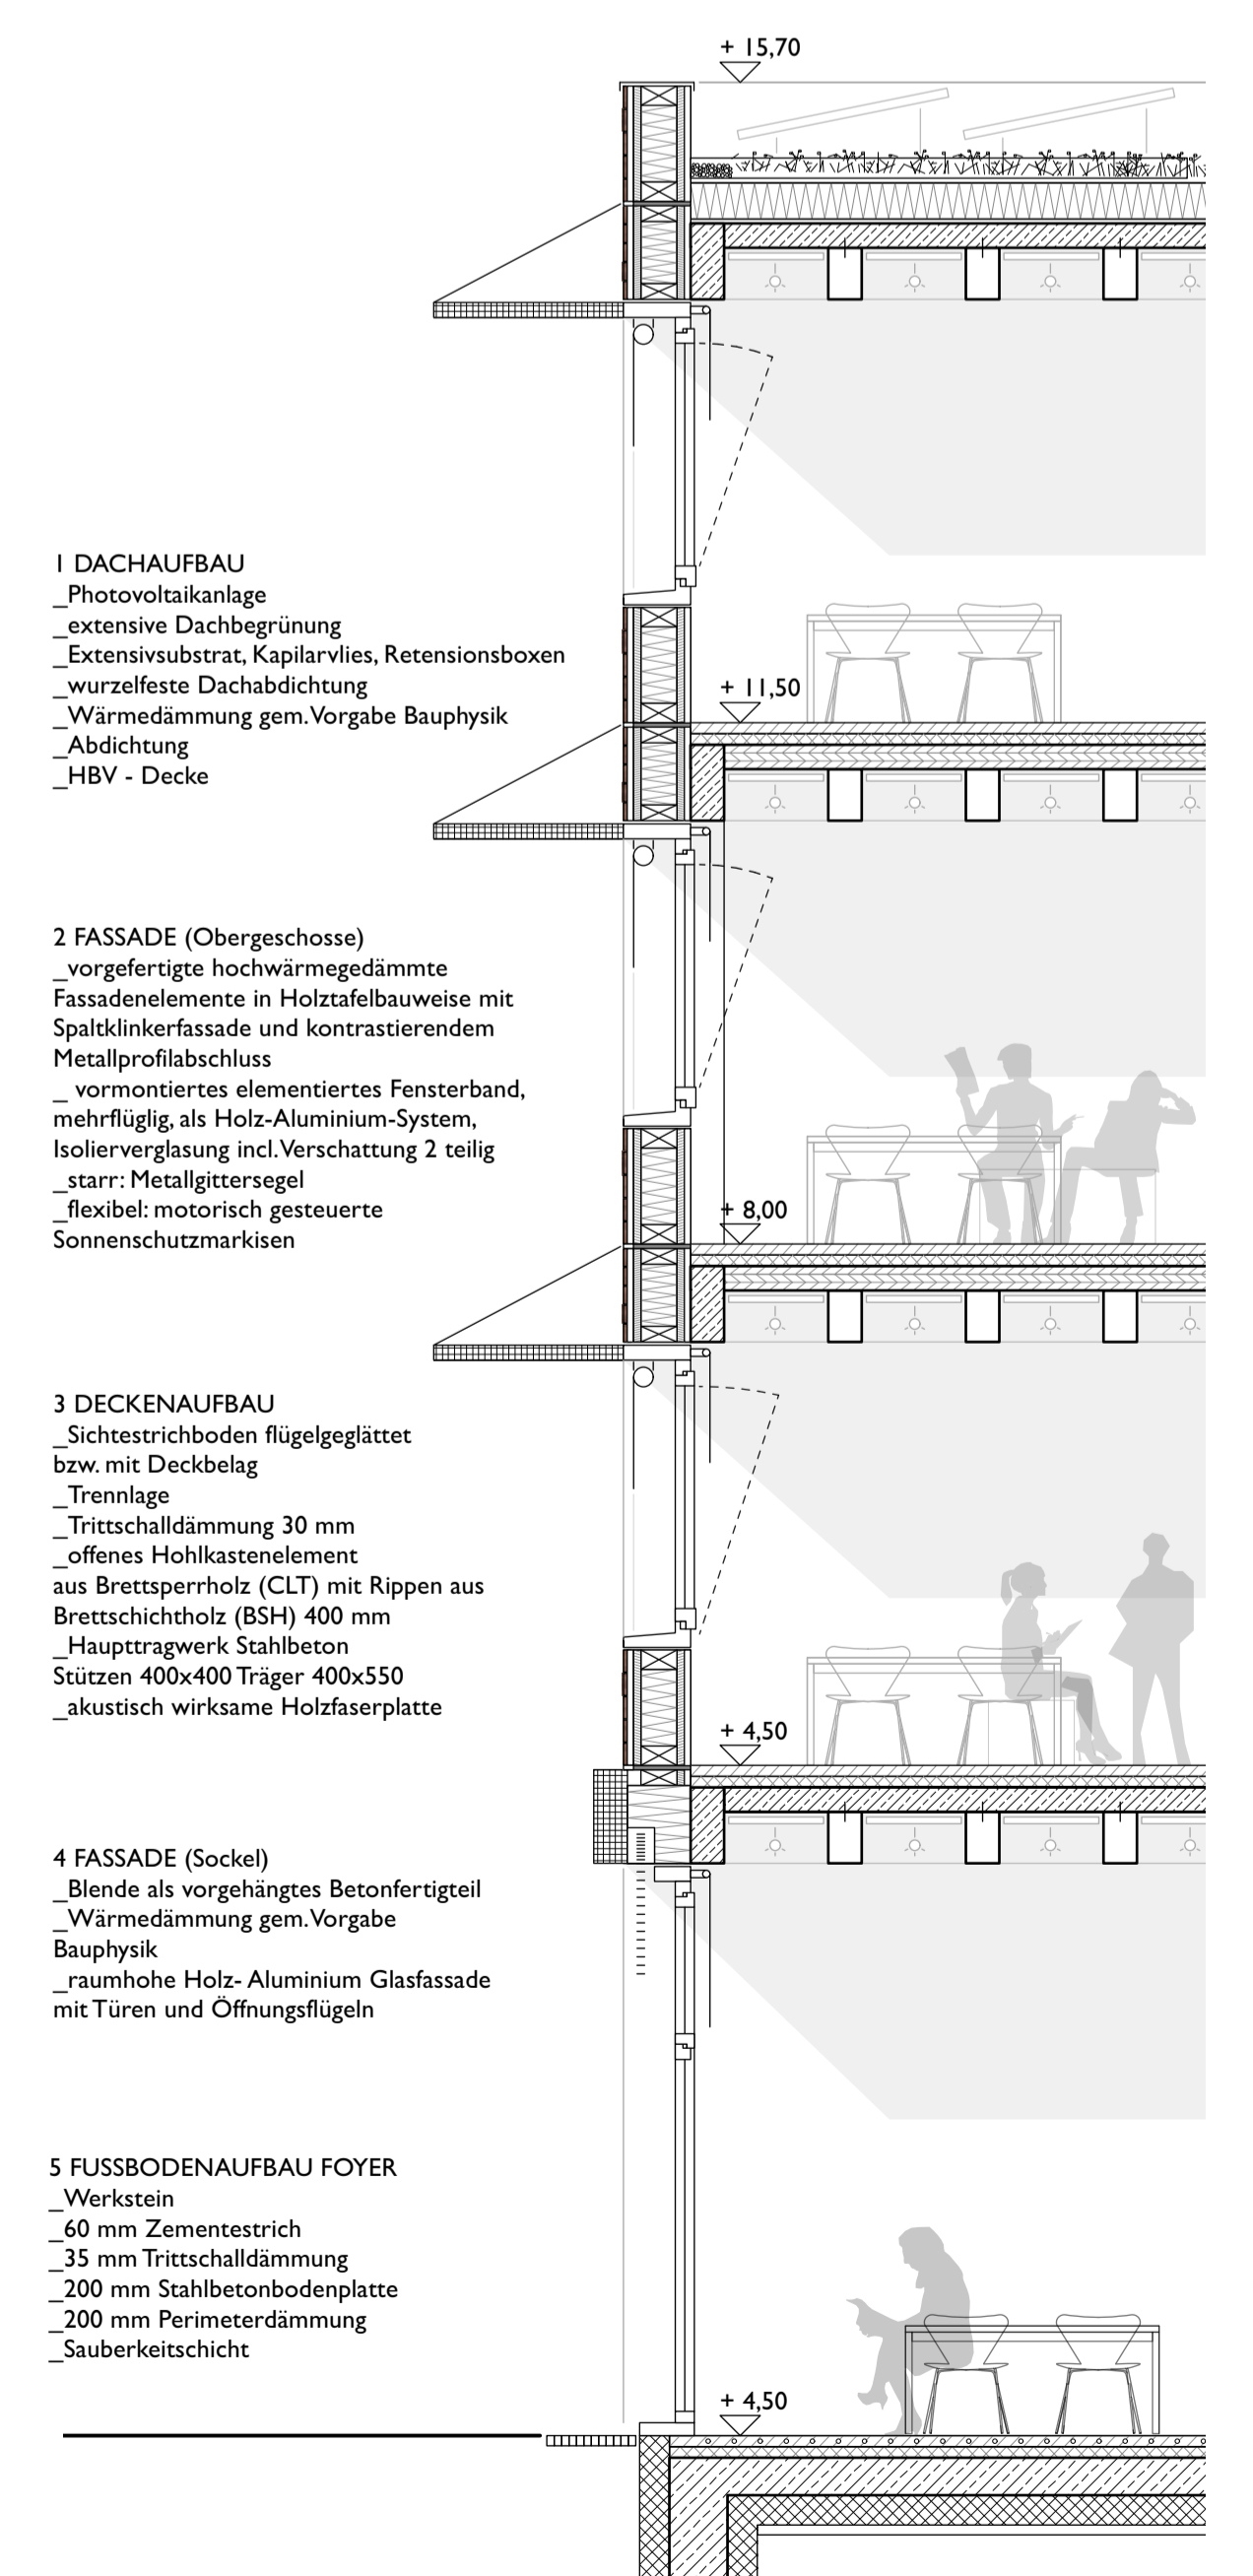 + 15,70
1 DACHAUFBAU
_Photovoltaikanlage
_extensive Dachbegrünung
_Extensivsubstrat, Kapilarvlies, Retensionsboxen
_wurzelfeste Dachabdichtung
_Wärmedämmung gem. Vorgabe Bauphysik
_Abdichtung
_HBV - Decke
+ 11,50
2 FASSADE (Obergeschosse)
_vorgefertigte hochwärmegedämmte
Fassadenelemente in Holztafelbauweise mit
Spaltklinkerfassade und kontrastierendem
Metallprofilabschluss
_ vormontiertes elementiertes Fensterband,
mehrflüglig, als Holz-Aluminium-System,
Isolierverglasung incl. Verschattung 2 teilig
_starr: Metallgittersegel
_flexibel: motorisch gesteuerte
Sonnenschutzmarkisen
+ 8,00
3 DECKENAUFBAU
_Sichtestrichboden flügelgeglättet
bzw. mit Deckbelag
_Trennlage
_Trittschalldämmung 30 mm
_offenes Hohlkastenelement
aus Brettsperrholz (CLT) mit Rippen aus
Brettschichtholz (BSH) 400 mm
_Haupttragwerk Stahlbeton
Stützen 400x400 Träger 400x550
_akustisch wirksame Holzfaserplatte
+ 4,50
4 FASSADE (Sockel)
_Blende als vorgehängtes Betonfertigteil
_Wärmedämmung gem. Vorgabe
Bauphysik
_raumhohe Holz- Aluminium Glasfassade
mit Türen und Öffnungsflügeln
5 FUSSBODENAUFBAU FOYER
_Werkstein
_60 mm Zementestrich
_35 mm Trittschalldämmung
_200 mm Stahlbetonbodenplatte
_200 mm Perimeterdämmung
_Sauberkeitschicht
+ 4,50